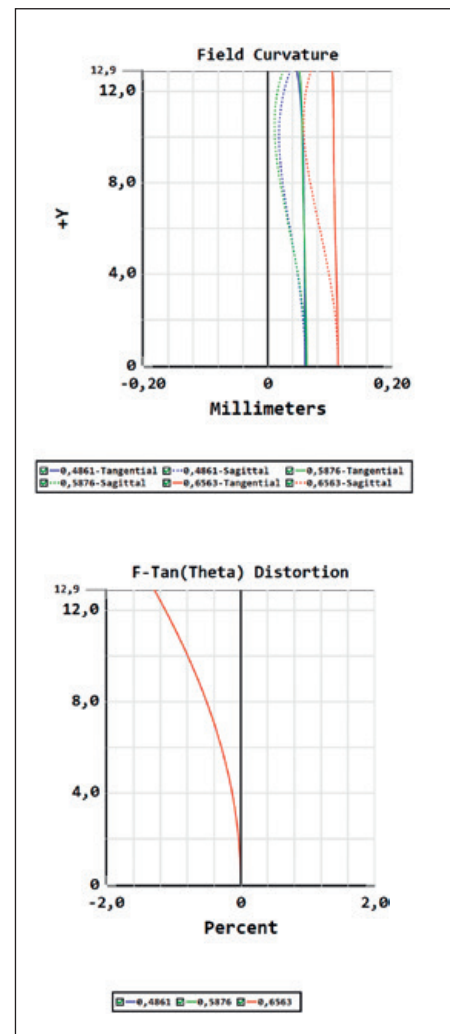 Field Curvature
12,9
12,0
8,0
4,0
0
+Y
-0,20 0 0,20
Millimeters
0,4861-Tangential 0,4861-Sagittal 0,5876-Tangential
0,5876-Sagittal 0,6563-Tangential 0,6563-Sagittal
F-Tan(Theta) Distortion
12,9
12,0
8,0
4,0
0
-2,0 0 2,0
Percent
0,4861 0,5876 0,6563